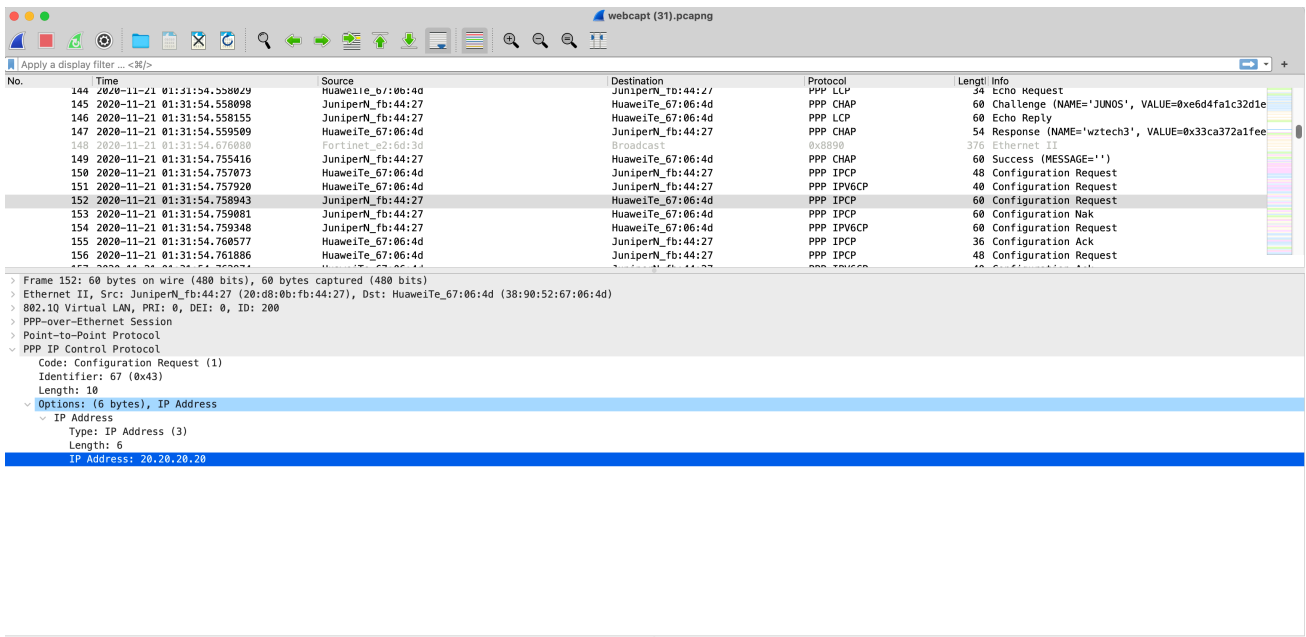 webcapt (31).pcapng
Apply a display filter ... <⌘/>
+
No. Time Source Destination Protocol Lengtl Info
144 2020-11-21 01:31:54.558029 HuaweiTe_67:06:4d JuniperN_fb:44:27 PPP LCP 34 Echo Request
145 2020-11-21 01:31:54.558098 JuniperN_fb:44:27 HuaweiTe_67:06:4d PPP CHAP 60 Challenge (NAME='JUNOS', VALUE=0xe6d4fa1c32d1e
146 2020-11-21 01:31:54.558155 JuniperN_fb:44:27 HuaweiTe_67:06:4d PPP LCP 60 Echo Reply
147 2020-11-21 01:31:54.559509 HuaweiTe_67:06:4d JuniperN_fb:44:27 PPP CHAP 54 Response (NAME='wztech3', VALUE=0x33ca372a1fee
148 2020-11-21 01:31:54.676080 Fortinet_e2:6d:3d Broadcast 0x8890 376 Ethernet II
149 2020-11-21 01:31:54.755416 JuniperN_fb:44:27 HuaweiTe_67:06:4d PPP CHAP 60 Success (MESSAGE='')
150 2020-11-21 01:31:54.757073 HuaweiTe_67:06:4d JuniperN_fb:44:27 PPP IPCP 48 Configuration Request
151 2020-11-21 01:31:54.757920 HuaweiTe_67:06:4d JuniperN_fb:44:27 PPP IPV6CP 40 Configuration Request
152 2020-11-21 01:31:54.758943 JuniperN_fb:44:27 HuaweiTe_67:06:4d PPP IPCP 60 Configuration Request
153 2020-11-21 01:31:54.759081 JuniperN_fb:44:27 HuaweiTe_67:06:4d PPP IPCP 60 Configuration Nak
154 2020-11-21 01:31:54.759348 JuniperN_fb:44:27 HuaweiTe_67:06:4d PPP IPV6CP 60 Configuration Request
155 2020-11-21 01:31:54.760577 HuaweiTe_67:06:4d JuniperN_fb:44:27 PPP IPCP 36 Configuration Ack
156 2020-11-21 01:31:54.761886 HuaweiTe_67:06:4d JuniperN_fb:44:27 PPP IPCP 48 Configuration Request
Frame 152: 60 bytes on wire (480 bits), 60 bytes captured (480 bits)
Ethernet II, Src: JuniperN_fb:44:27 (20:d8:0b:fb:44:27), Dst: HuaweiTe_67:06:4d (38:90:52:67:06:4d)
802.1Q Virtual LAN, PRI: 0, DEI: 0, ID: 200
PPP-over-Ethernet Session
Point-to-Point Protocol
PPP IP Control Protocol
Code: Configuration Request (1)
Identifier: 67 (0x43)
Length: 10
Options: (6 bytes), IP Address
IP Address
Type: IP Address (3)
Length: 6
IP Address: 20.20.20.20